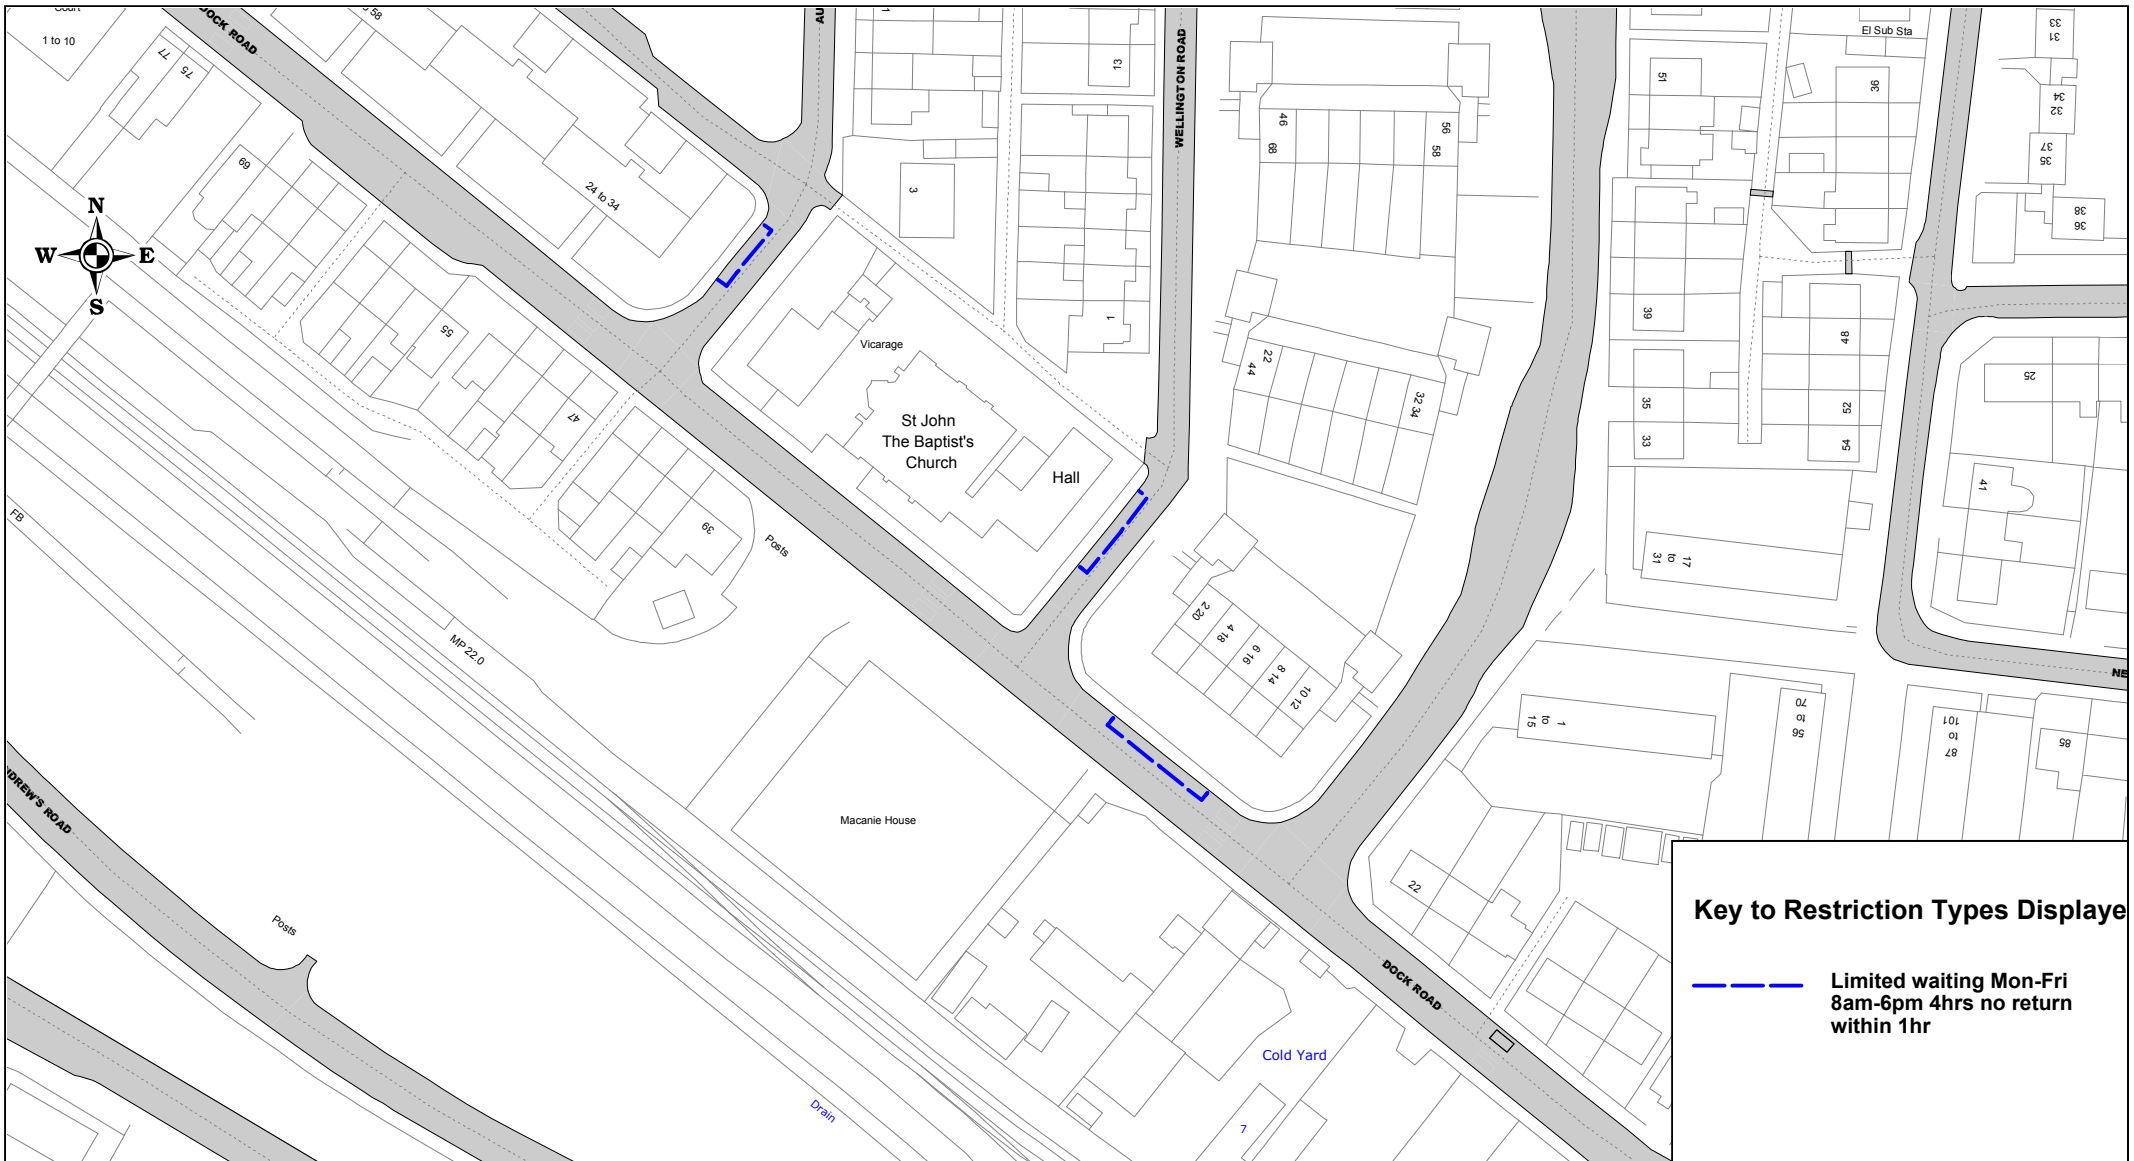 Court
1 to 10
77
75
DOCK ROAD
1
13
WELLINGTON ROAD
El Sub Sta
33
31
51
36
34
32
37
35
38
36
46
68
56
58
69
24 to 34
3
N
W
E
S
55
47
Vicarage
1
St John
The Baptist's
Church
Hall
22
44
32 34
39
48
35
33
52
54
25
41
FB
39
Posts
17
to
31
2 20
4 18
6 16
8 14
10 12
MP 22.0
1
to
15
70
to
56
101
to
87
85
Macanie House
22
Posts
DOCK ROAD
Cold Yard
Drain
7
Key to Restriction Types Displaye
Limited waiting Mon-Fri
8am-6pm 4hrs no return
within 1hr